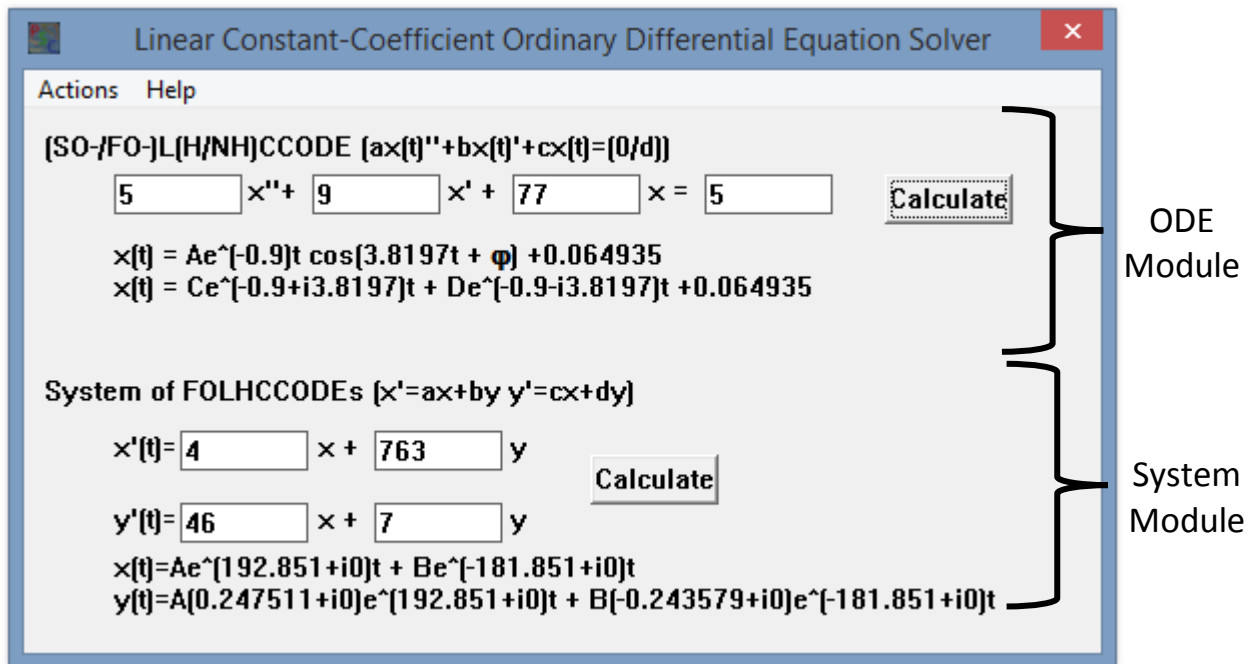 Linear Constant-Coefficient Ordinary Differential Equation Solver
Actions Help
(SO-/FO-)L(H/NH)CCODE (ax(t)''+bx(t)'+cx(t)=(0/d))
5 x''+ 9 x' + 77 x = 5 Calculate
x(t) = Ae^(-0.9)t cos(3.8197t + φ) +0.064935
x(t) = Ce^(-0.9+i3.8197)t + De^(-0.9-i3.8197)t +0.064935
ODE
Module
System of FOLHCCODEs (x'=ax+by y'=cx+dy)
x'(t)= 4 x + 763 y
Calculate
y'(t)= 46 x + 7 y
x(t)=Ae^(192.851+i0)t + Be^(-181.851+i0)t
y(t)=A(0.247511+i0)e^(192.851+i0)t + B(-0.243579+i0)e^(-181.851+i0)t
System
Module